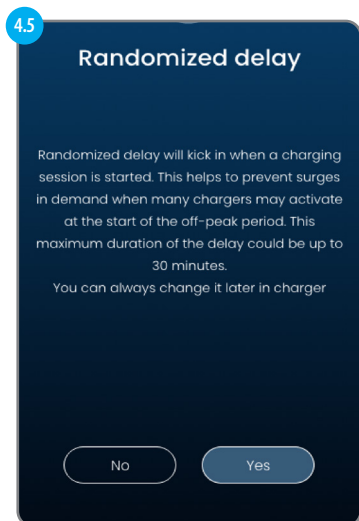 4.5
Randomized delay
Randomized delay will kick in when a charging
session is started. This helps to prevent surges
in demand when many chargers may activate
at the start of the off-peak period. This
maximum duration of the delay could be up to
30 minutes.
You can always change it later in charger
No
Yes